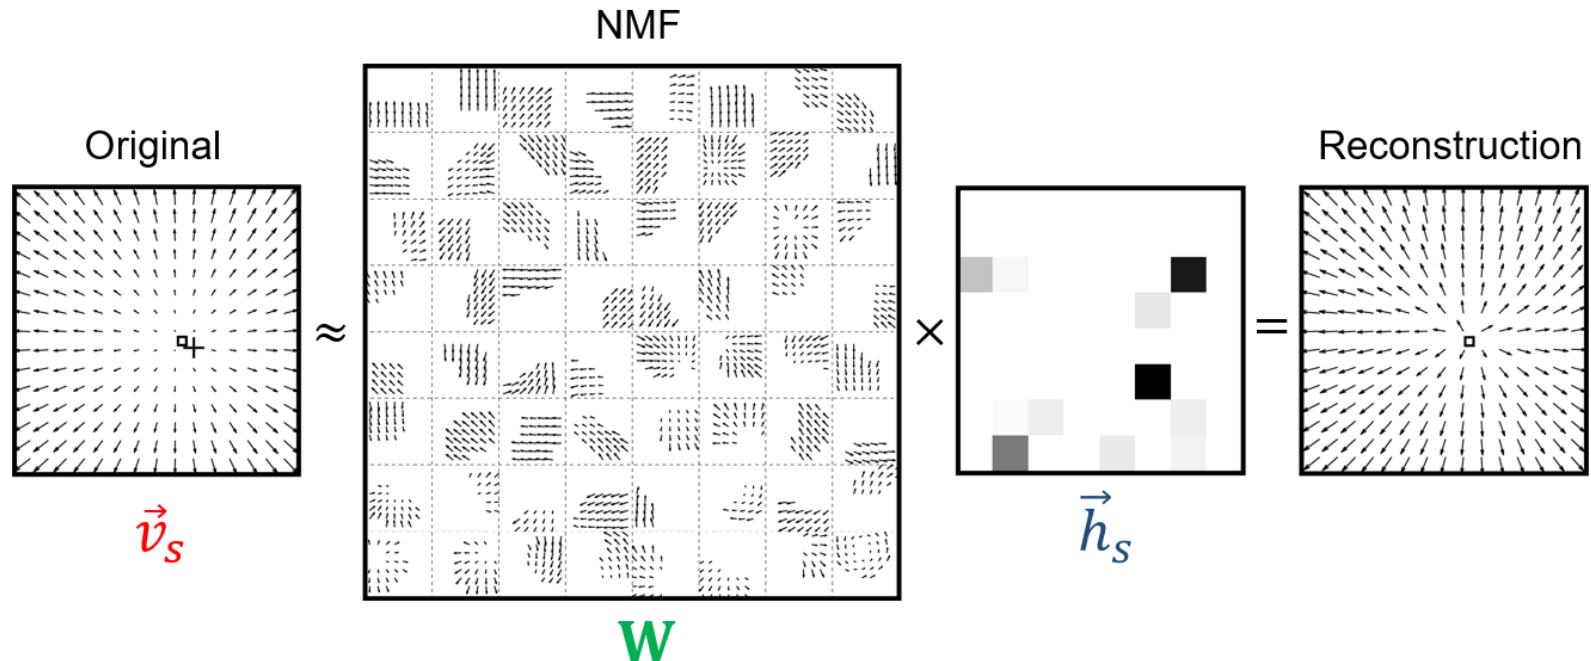 NMF
Original
Reconstruction
≈
×
=
v⃗s
h⃗s
W